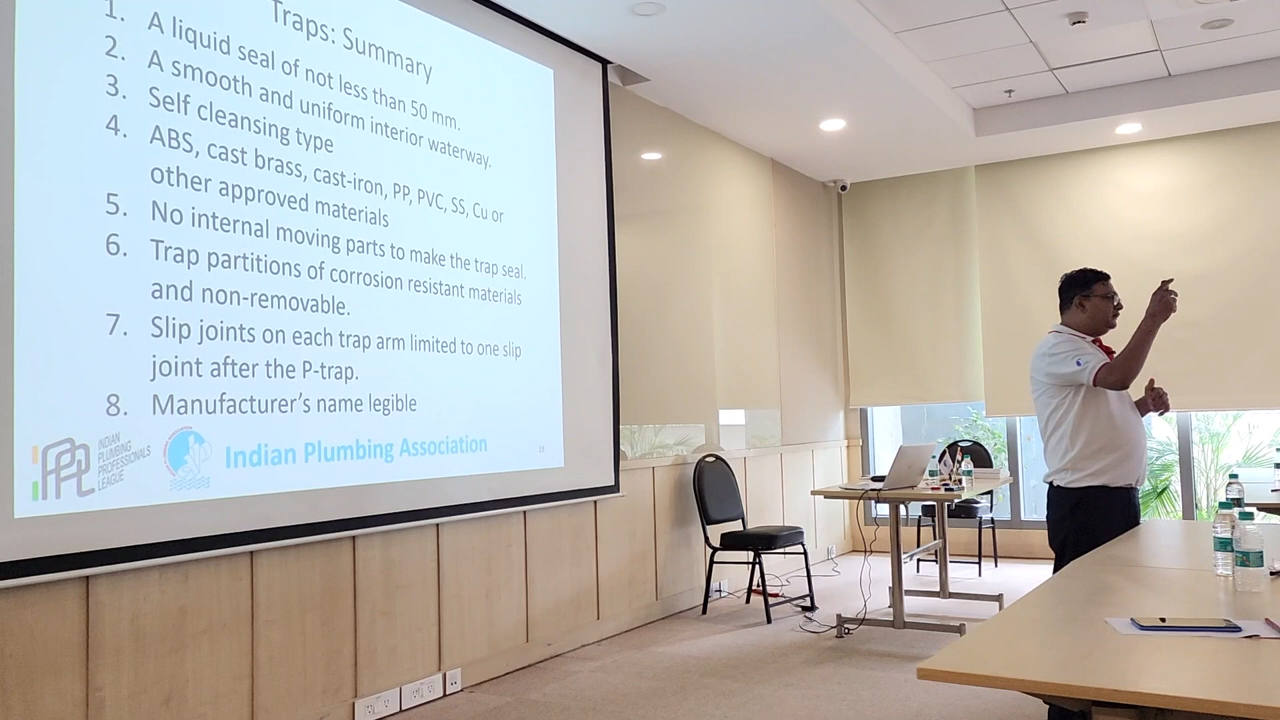 Traps: Summary
1. A liquid seal of not less than 50 mm.
2. A smooth and uniform interior waterway.
3. Self cleansing type
4. ABS, cast brass, cast-iron, PP, PVC, SS, Cu or
other approved materials
5. No internal moving parts to make the trap seal.
6. Trap partitions of corrosion resistant materials
and non-removable.
7. Slip joints on each trap arm limited to one slip
joint after the P-trap.
8. Manufacturer's name legible
INDIAN
PLUMBING
PROFESSIONALS
LEAGUE
Indian Plumbing Association